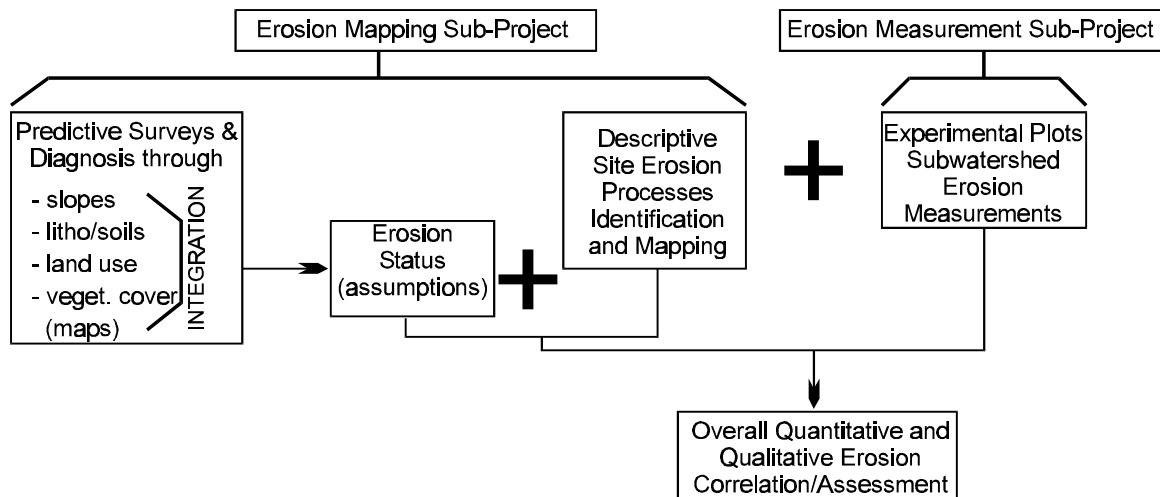 Erosion Mapping Sub-Project
Erosion Measurement Sub-Project
Predictive Surveys &
Diagnosis through
- slopes
- litho/soils
- land use
- veget. cover
(maps)
INTEGRATION
Erosion
Status
(assumptions)
Descriptive
Site Erosion
Processes
Identification
and Mapping
Experimental Plots
Subwatershed
Erosion
Measurements
Overall Quantitative and
Qualitative Erosion
Correlation/Assessment